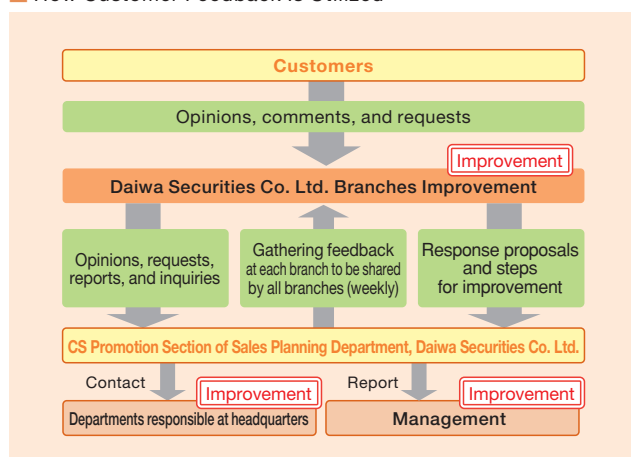 How Customer Feedback is Utilized
Customers
Opinions, comments, and requests
Improvement
Daiwa Securities Co. Ltd. Branches Improvement
Opinions, requests,
reports, and inquiries
Gathering feedback
at each branch to be shared
by all branches (weekly)
Response proposals
and steps
for improvement
CS Promotion Section of Sales Planning Department, Daiwa Securities Co. Ltd.
Contact
Improvement
Departments responsible at headquarters
Report
Improvement
Management